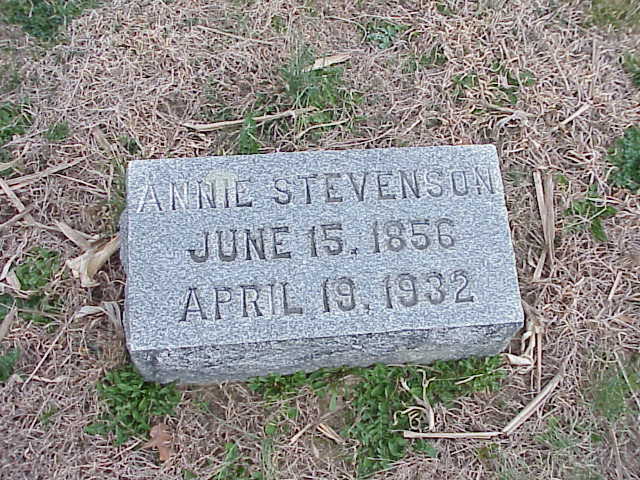 ANNIE STEVENSON
JUNE 15, 1856
APRIL 19, 1932